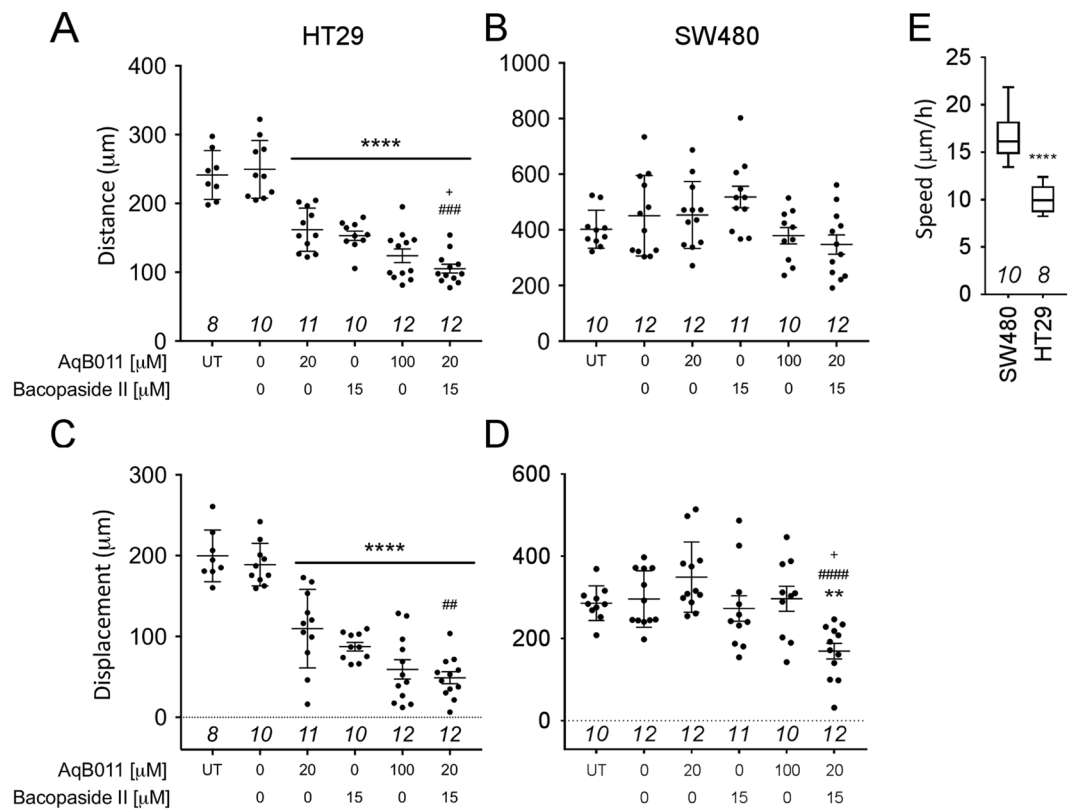 A
HT29
Distance (μm)
400
300
200
100
0
****
+
###
8 10 11 10 12 12
AqB011 [μM] UT 0 20 0 100 20
Bacopaside II [μM] 0 0 15 0 15
B
SW480
1000
800
600
400
200
0
10 12 12 11 10 12
UT 0 0 20 0 100 20
0 0 15 0 15
E
Speed (μm/h)
25
20
15
10
5
0
****
10 8
SW480
HT29
C
Displacement (μm)
300
200
100
0
****
##
8 10 11 10 12 12
AqB011 [μM] UT 0 20 0 100 20
Bacopaside II [μM] 0 0 15 0 15
D
600
400
200
0
+
####
**
10 12 12 11 10 12
UT 0 20 0 100 20
0 0 15 0 15